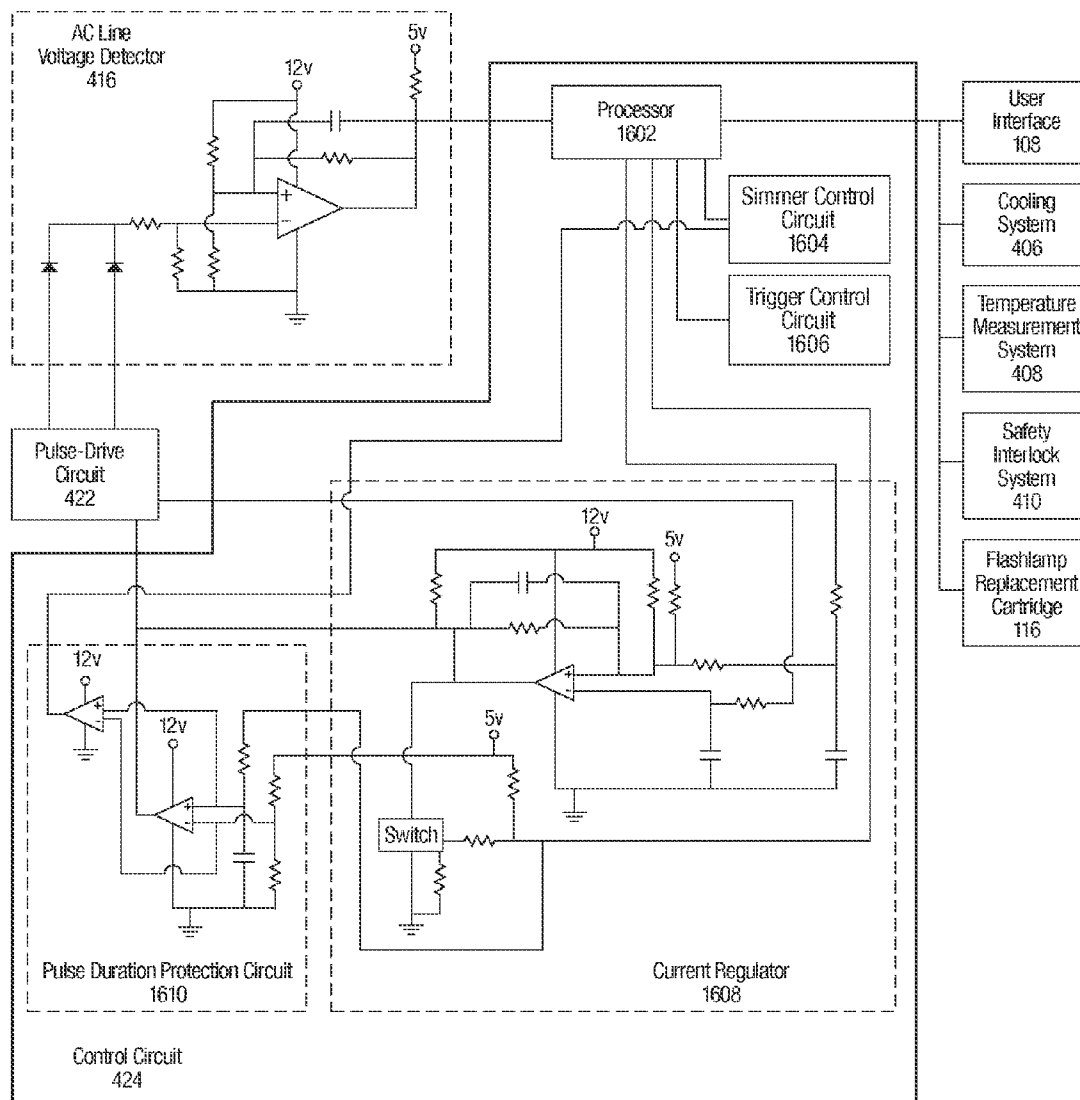 AC Line
Voltage Detector
416
5v
12v
Processor
1602
User
Interface
108
Simmer Control
Circuit
1604
Cooling
System
406
Trigger Control
Circuit
1606
Temperature
Measurement
System
408
Pulse-Drive
Circuit
422
Safety
Interlock
System
410
Flashlamp
Replacement
Cartridge
116
12v
5v
12v
12v
5v
+
-
+
-
+
-
+
-
Switch
Pulse Duration Protection Circuit
1610
Current Regulator
1608
Control Circuit
424